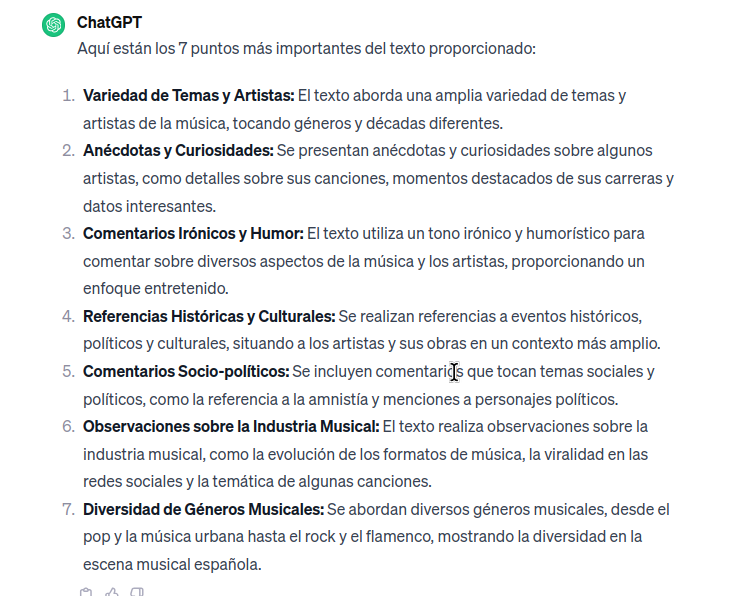 ChatGPT
Aquí están los 7 puntos más importantes del texto proporcionado:
1. Variedad de Temas y Artistas: El texto aborda una amplia variedad de temas y
artistas de la música, tocando géneros y décadas diferentes.
2. Anécdotas y Curiosidades: Se presentan anécdotas y curiosidades sobre algunos
artistas, como detalles sobre sus canciones, momentos destacados de sus carreras y
datos interesantes.
3. Comentarios Irónicos y Humor: El texto utiliza un tono irónico y humorístico para
comentar sobre diversos aspectos de la música y los artistas, proporcionando un
enfoque entretenido.
4. Referencias Históricas y Culturales: Se realizan referencias a eventos históricos,
políticos y culturales, situando a los artistas y sus obras en un contexto más amplio.
5. Comentarios Socio-políticos: Se incluyen comentarios que tocan temas sociales y
políticos, como la referencia a la amnistía y menciones a personajes políticos.
6. Observaciones sobre la Industria Musical: El texto realiza observaciones sobre la
industria musical, como la evolución de los formatos de música, la viralidad en las
redes sociales y la temática de algunas canciones.
7. Diversidad de Géneros Musicales: Se abordan diversos géneros musicales, desde el
pop y la música urbana hasta el rock y el flamenco, mostrando la diversidad en la
escena musical española.